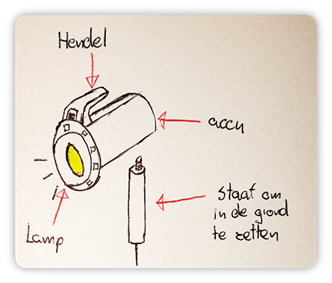 Hendel
accu
Lamp
Staaf om
in de grond
te zetten